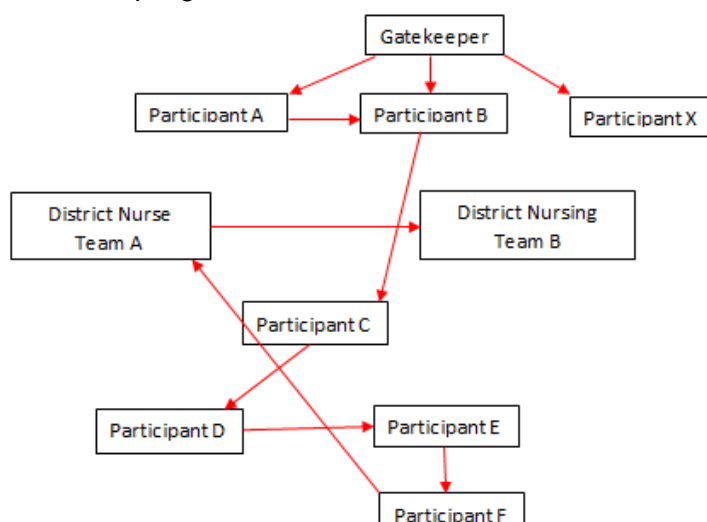 Gatekeeper
Participant A
Participant B
Participant X
District Nurse
Team A
District Nursing
Team B
Participant C
Participant D
Participant E
Participant F